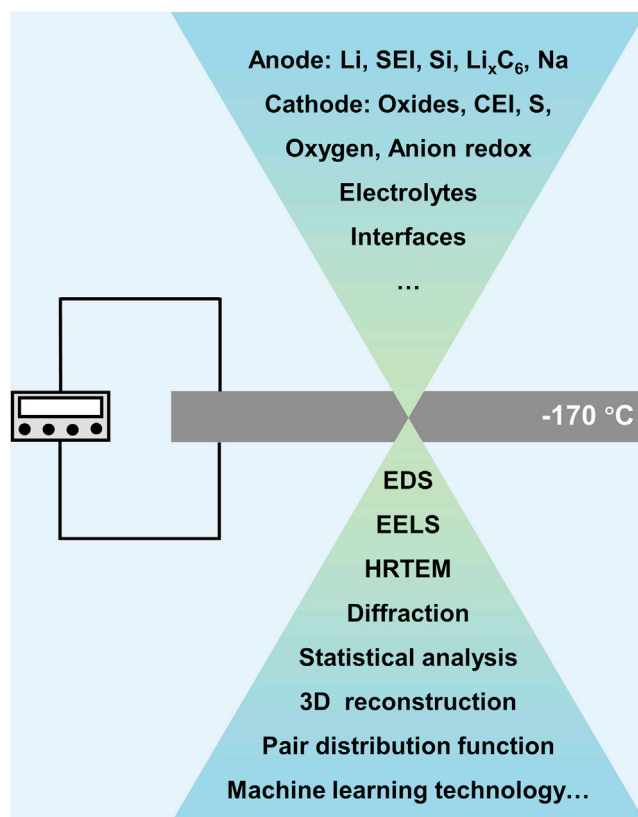 Anode: Li, SEI, Si, LiₓC₆, Na
Cathode: Oxides, CEI, S,
Oxygen, Anion redox
Electrolytes
Interfaces
…
-170 °C
EDS
EELS
HRTEM
Diffraction
Statistical analysis
3D reconstruction
Pair distribution function
Machine learning technology…